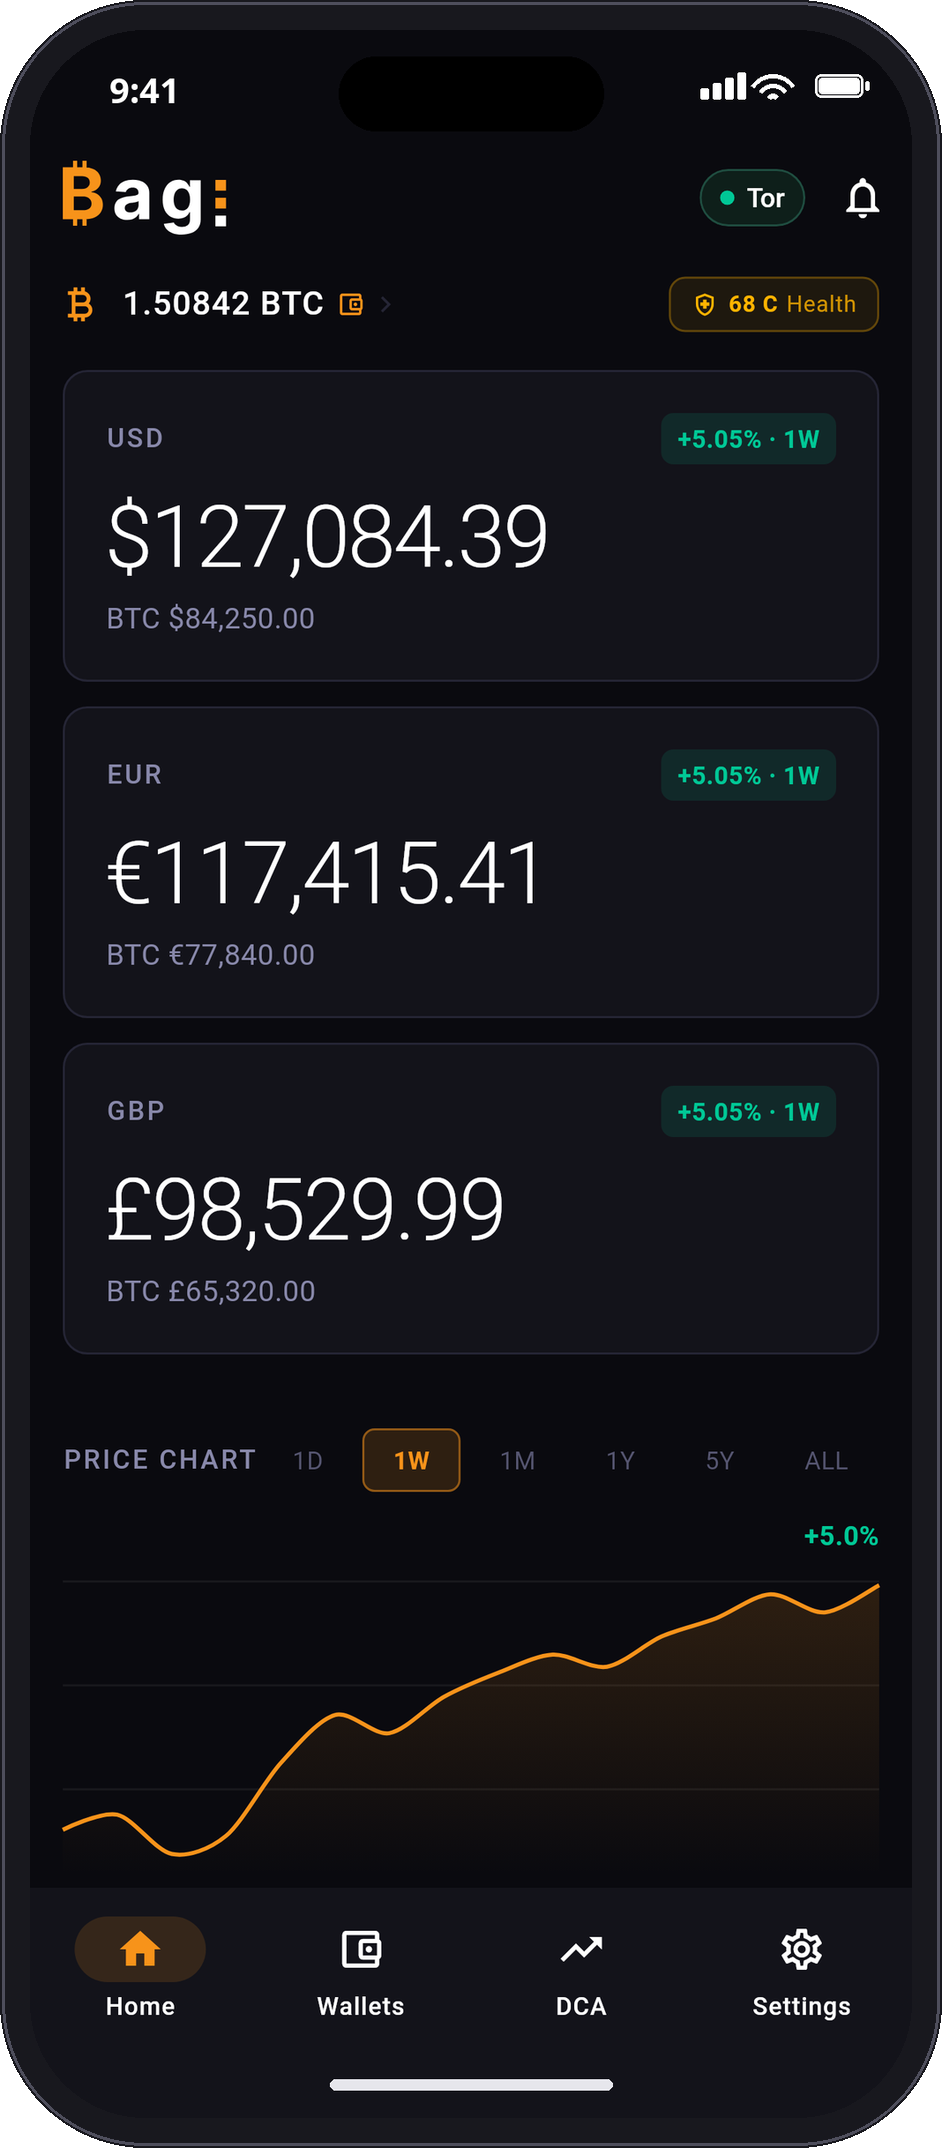 9:41
₿ag:
Tor
₿ 1.50842 BTC
68 C Health
USD
+5.05% · 1W
$127,084.39
BTC $84,250.00
EUR
+5.05% · 1W
€117,415.41
BTC €77,840.00
GBP
+5.05% · 1W
£98,529.99
BTC £65,320.00
PRICE CHART 1D 1W 1M 1Y 5Y ALL
+5.0%
Home Wallets DCA Settings